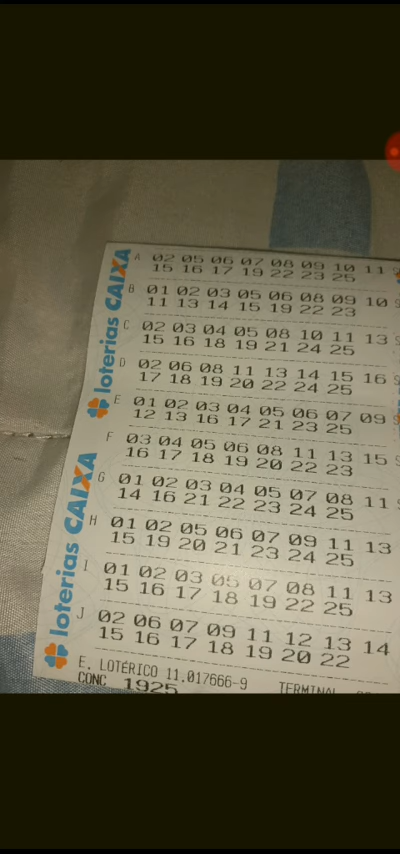 loterias CAIXA
A 02 05 06 07 08 09 10 11
15 16 17 19 22 23 25
B 01 02 03 05 06 08 09 10
11 13 14 15 19 22 23
C 02 03 04 05 08 10 11 13
15 16 18 19 21 24 25
D 02 06 08 11 13 14 15 16
17 18 19 20 22 24 25
E 01 02 03 04 05 06 07 09
12 13 16 17 21 23 25
F 03 04 05 06 08 11 13 15
16 17 18 19 20 22 23
G 01 02 03 04 05 07 08 11
14 16 21 22 23 24 25
H 01 02 05 06 07 09 11 13
15 19 20 21 23 24 25
I 01 02 03 05 07 08 11 13
15 16 17 18 19 22 25
J 02 06 07 09 11 12 13 14
15 16 17 18 19 20 22
loterias CAIXA
E. LOTÉRICO 11.017666-9 TERMINAL
CONC 1925